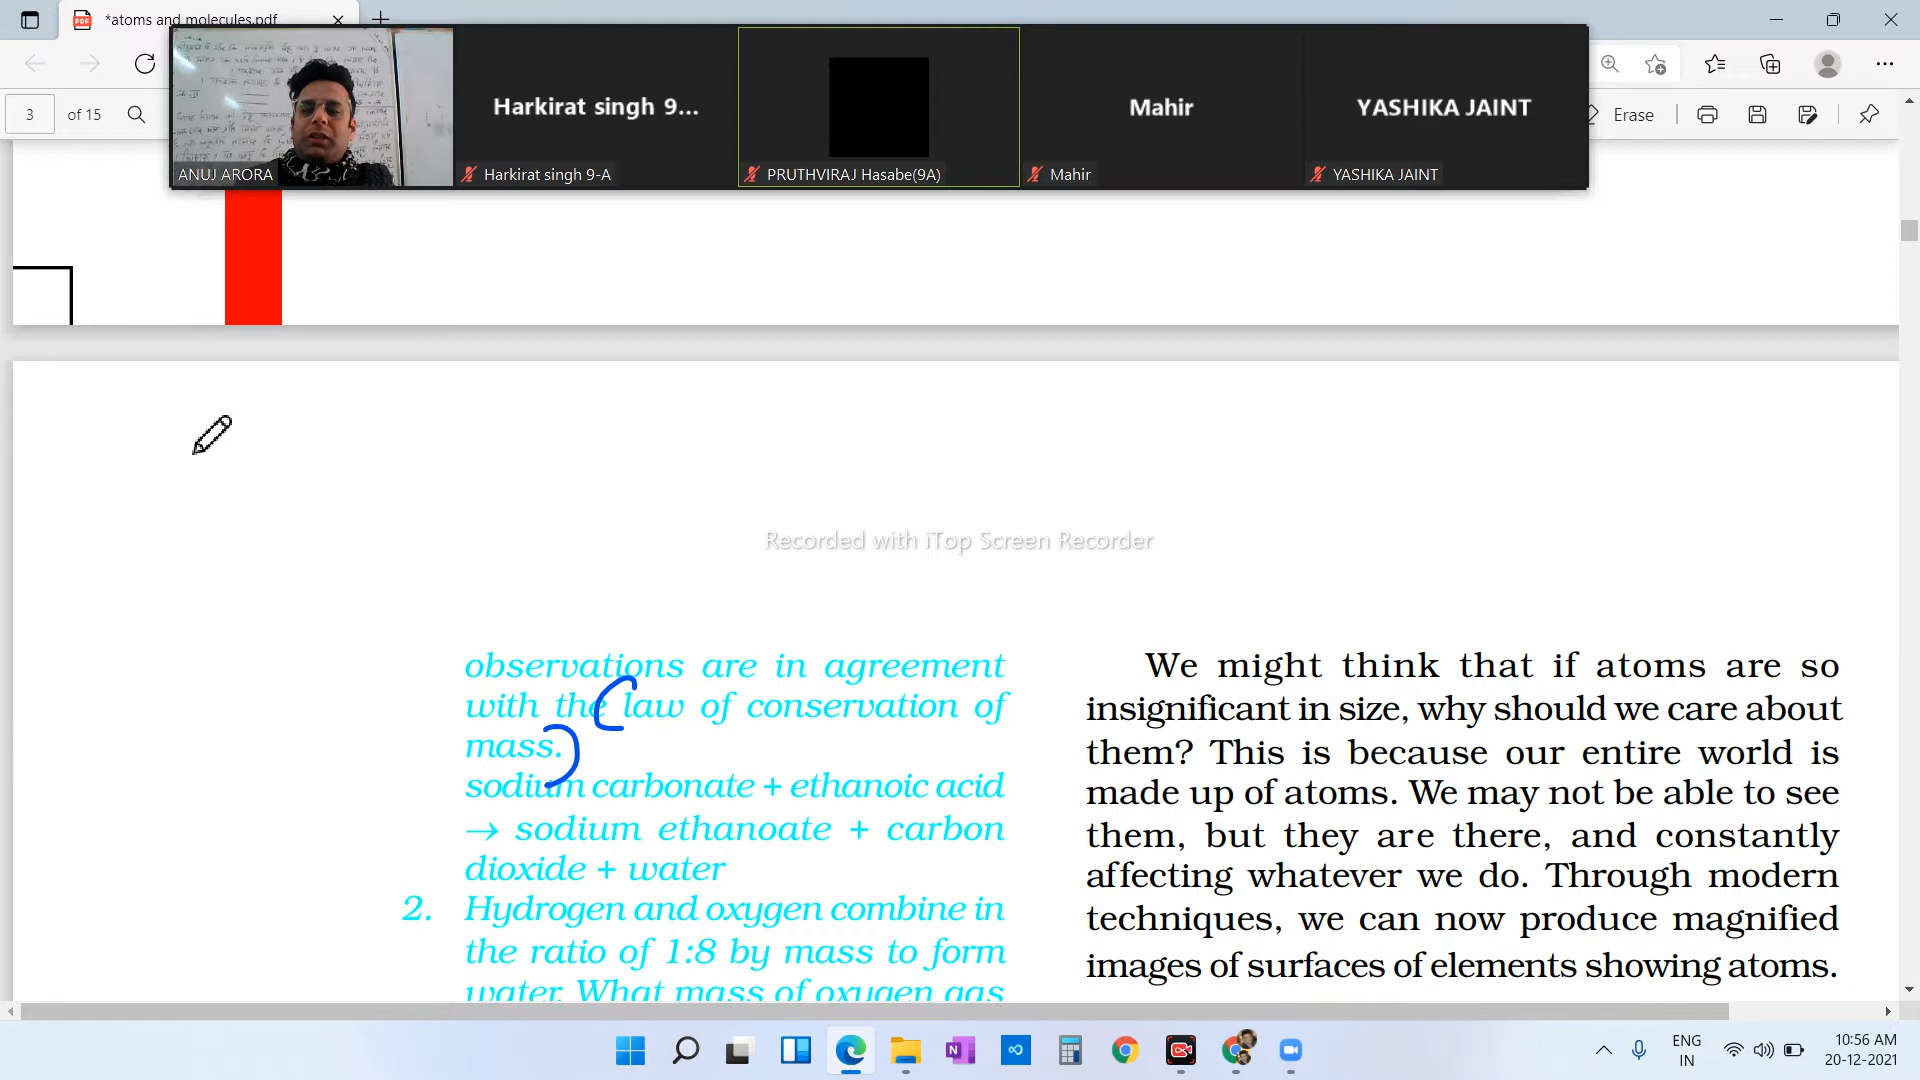 *atoms and molecules.pdf
3 of 15
Erase
Harkirat singh 9...
Mahir
YASHIKA JAINT
ANUJ ARORA
Harkirat singh 9-A
PRUTHVIRAJ Hasabe(9A)
Mahir
YASHIKA JAINT
Recorded with iTop Screen Recorder
observations are in agreement
with the law of conservation of
mass.
sodium carbonate + ethanoic acid
→ sodium ethanoate + carbon
dioxide + water
2. Hydrogen and oxygen combine in
the ratio of 1:8 by mass to form
water. What mass of oxygen gas
We might think that if atoms are so
insignificant in size, why should we care about
them? This is because our entire world is
made up of atoms. We may not be able to see
them, but they are there, and constantly
affecting whatever we do. Through modern
techniques, we can now produce magnified
images of surfaces of elements showing atoms.
ENG
IN
10:56 AM
20-12-2021